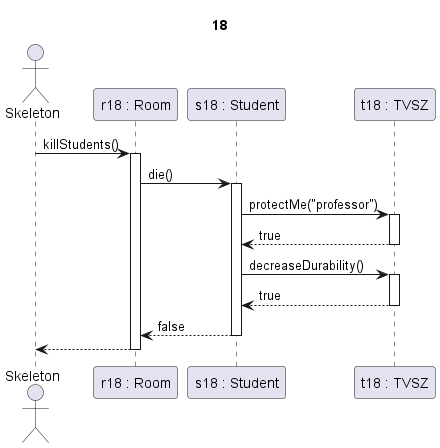 18
Skeleton
r18 : Room
s18 : Student
t18 : TVSZ
killStudents()
die()
protectMe("professor")
true
decreaseDurability()
true
false
Skeleton
r18 : Room
s18 : Student
t18 : TVSZ